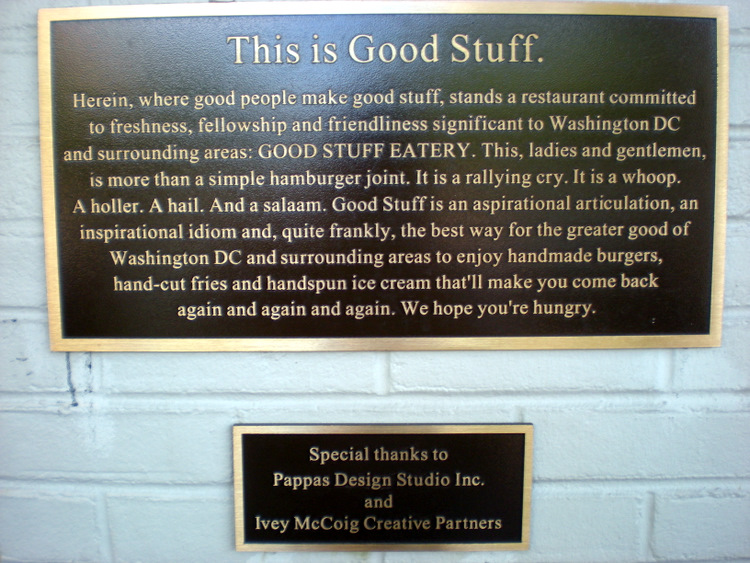 This is Good Stuff.
Herein, where good people make good stuff, stands a restaurant committed
to freshness, fellowship and friendliness significant to Washington DC
and surrounding areas: GOOD STUFF EATERY. This, ladies and gentlemen,
is more than a simple hamburger joint. It is a rallying cry. It is a whoop.
A holler. A hail. And a salaam. Good Stuff is an aspirational articulation, an
inspirational idiom and, quite frankly, the best way for the greater good of
Washington DC and surrounding areas to enjoy handmade burgers,
hand-cut fries and handspun ice cream that'll make you come back
again and again and again. We hope you're hungry.
Special thanks to
Pappas Design Studio Inc.
and
Ivey McCoig Creative Partners